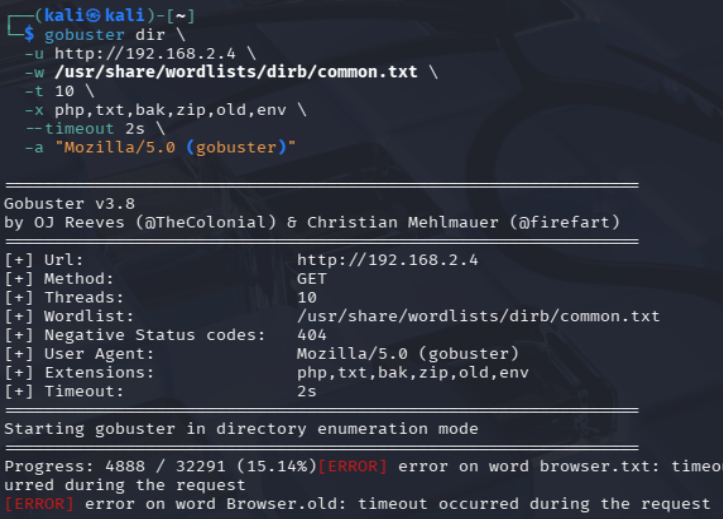 ┌──(kali㉿kali)-[~]
└─$ gobuster dir \
-u http://192.168.2.4 \
-w /usr/share/wordlists/dirb/common.txt \
-t 10 \
-x php,txt,bak,zip,old,env \
--timeout 2s \
-a "Mozilla/5.0 (gobuster)"
===============================================================
Gobuster v3.8
by OJ Reeves (@TheColonial) & Christian Mehlmauer (@firefart)
===============================================================
[+] Url: http://192.168.2.4
[+] Method: GET
[+] Threads: 10
[+] Wordlist: /usr/share/wordlists/dirb/common.txt
[+] Negative Status codes: 404
[+] User Agent: Mozilla/5.0 (gobuster)
[+] Extensions: php,txt,bak,zip,old,env
[+] Timeout: 2s
===============================================================
Starting gobuster in directory enumeration mode
===============================================================
Progress: 4888 / 32291 (15.14%)[ERROR] error on word browser.txt: timeo
urred during the request
[ERROR] error on word Browser.old: timeout occurred during the request